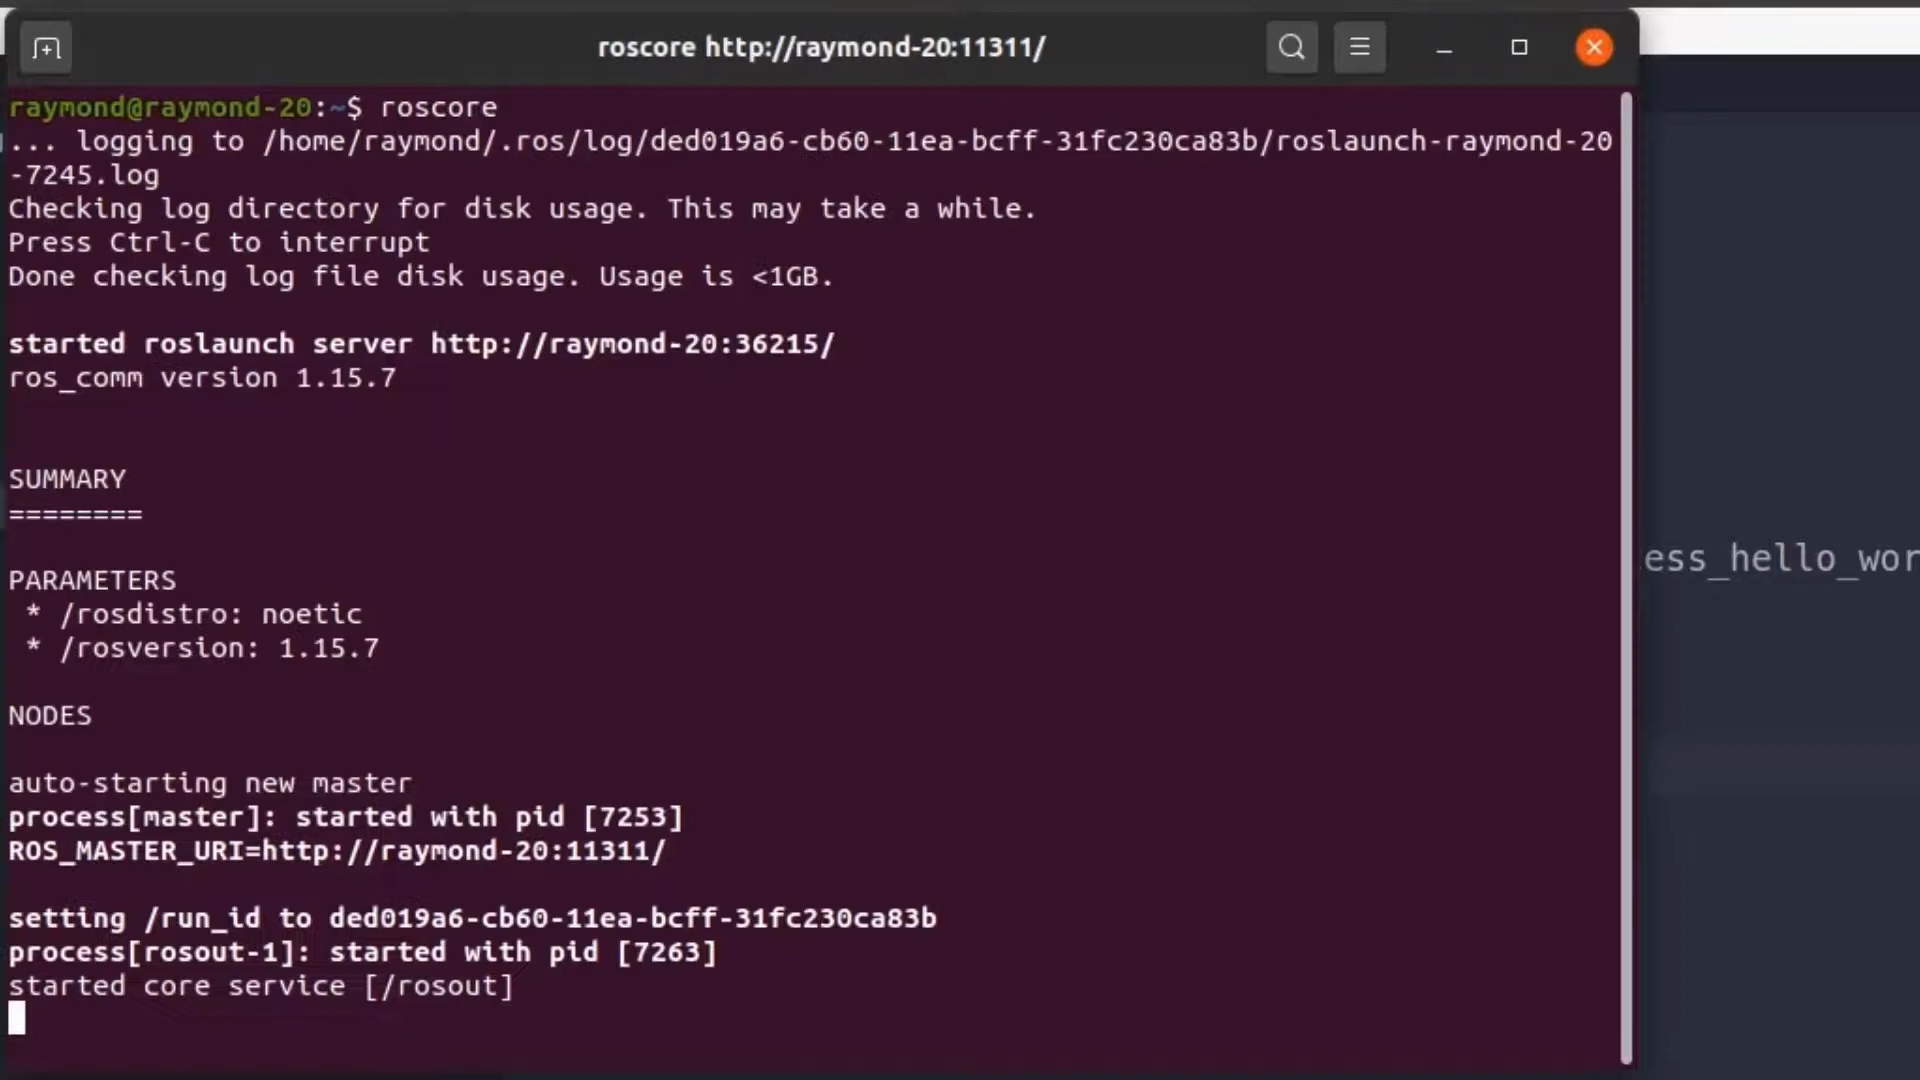 roscore http://raymond-20:11311/
raymond@raymond-20:~$ roscore
... logging to /home/raymond/.ros/log/ded019a6-cb60-11ea-bcff-31fc230ca83b/roslaunch-raymond-20
-7245.log
Checking log directory for disk usage. This may take a while.
Press Ctrl-C to interrupt
Done checking log file disk usage. Usage is <1GB.
started roslaunch server http://raymond-20:36215/
ros_comm version 1.15.7
SUMMARY
========
PARAMETERS
* /rosdistro: noetic
* /rosversion: 1.15.7
NODES
auto-starting new master
process[master]: started with pid [7253]
ROS_MASTER_URI=http://raymond-20:11311/
setting /run_id to ded019a6-cb60-11ea-bcff-31fc230ca83b
process[rosout-1]: started with pid [7263]
started core service [/rosout]
ess_hello_wor